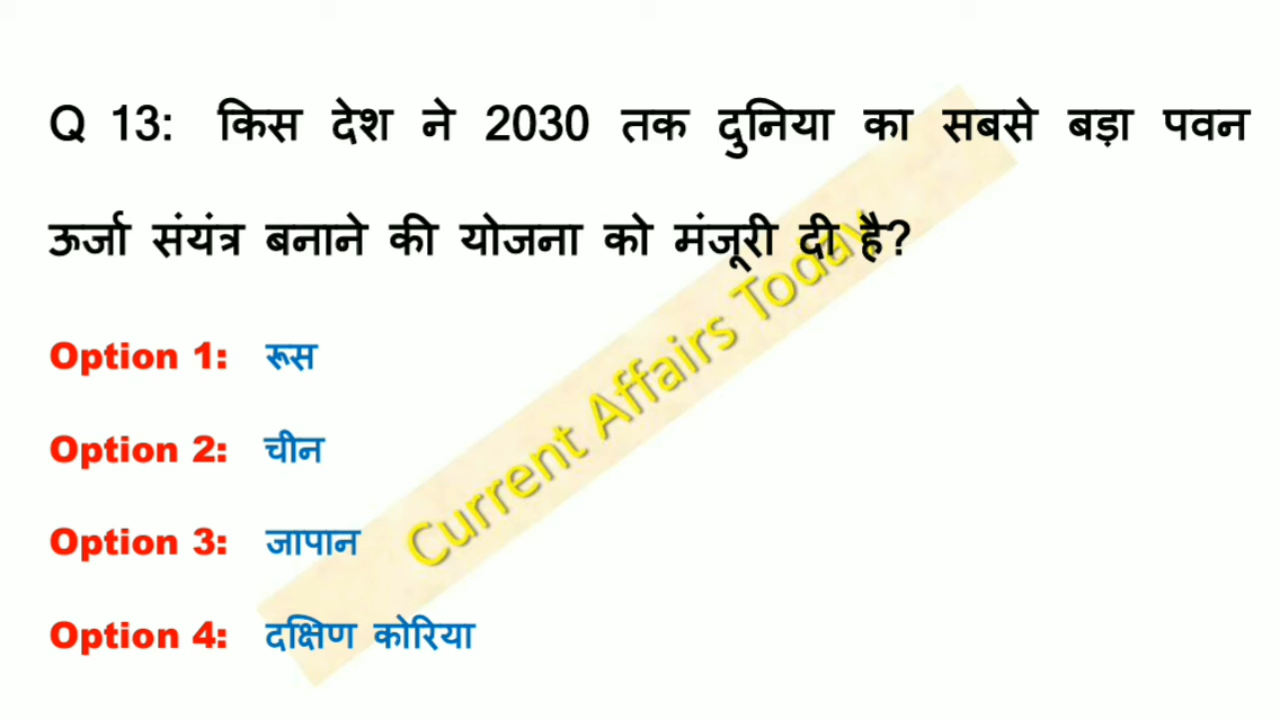 Q 13: किस देश ने 2030 तक दुनिया का सबसे बड़ा पवन
ऊर्जा संयंत्र बनाने की योजना को मंजूरी दी है?
Option 1: रूस
Option 2: चीन
Option 3: जापान
Option 4: दक्षिण कोरिया
Current Affairs Today